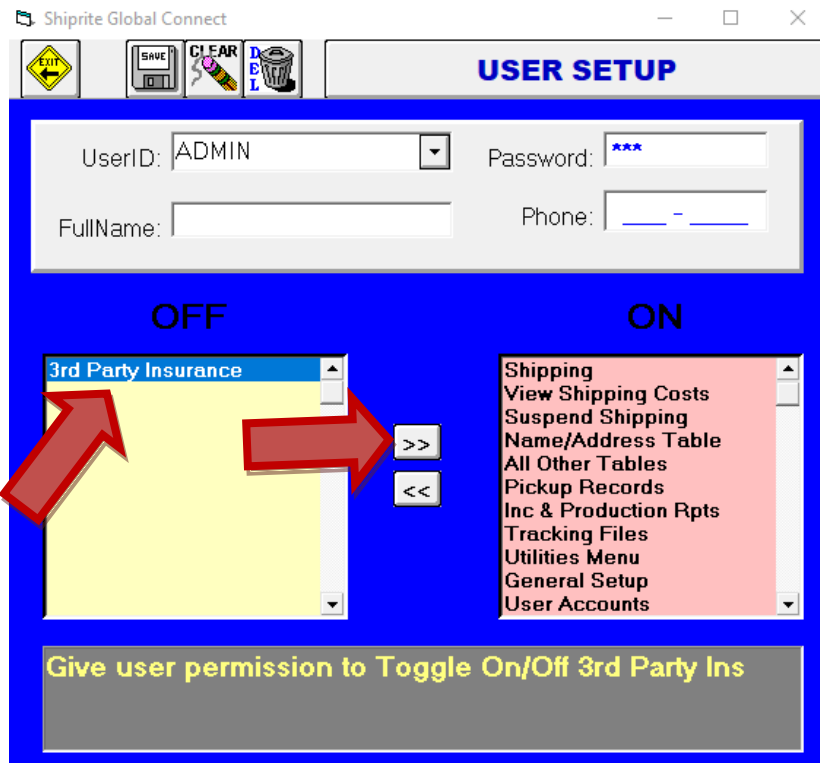 Shiprite Global Connect
EXIT
SAVE
CLEAR
DEL
USER SETUP
UserID: ADMIN
Password: ***
FullName:
Phone: ___ - ____
OFF
ON
3rd Party Insurance
>>
<<
Shipping
View Shipping Costs
Suspend Shipping
Name/Address Table
All Other Tables
Pickup Records
Inc & Production Rpts
Tracking Files
Utilities Menu
General Setup
User Accounts
Give user permission to Toggle On/Off 3rd Party Ins